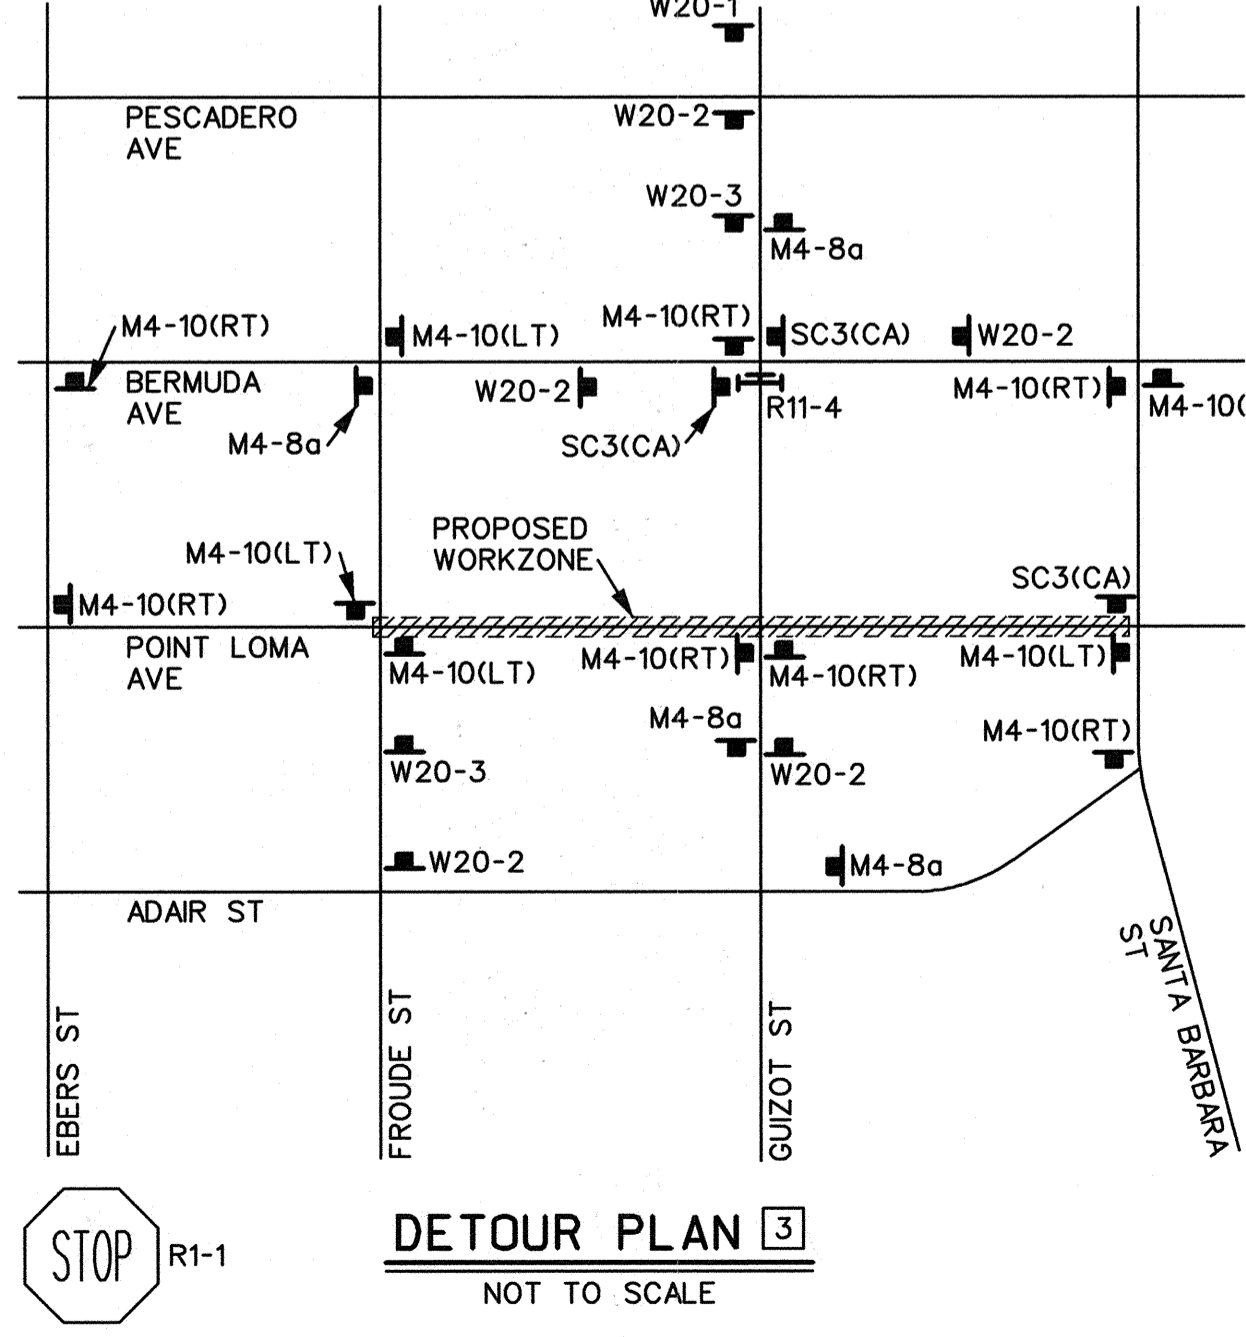 W20-1
PESCADERO
AVE
W20-2
W20-3
M4-8a
M4-10(RT)
M4-10(LT)
M4-10(RT)
SC3(CA)
W20-2
BERMUDA
AVE
M4-8a
W20-2
SC3(CA)
R11-4
M4-10(RT)
M4-10(
PROPOSED
WORKZONE
M4-10(LT)
M4-10(RT)
SC3(CA)
POINT LOMA
AVE
M4-10(LT)
M4-10(RT)
M4-10(RT)
M4-10(LT)
M4-8a
M4-10(RT)
W20-3
W20-2
W20-2
M4-8a
ADAIR ST
EBERS ST
FROUDE ST
GUIZOT ST
SANTA BARBARA
ST
STOP
R1-1
DETOUR PLAN 3
NOT TO SCALE